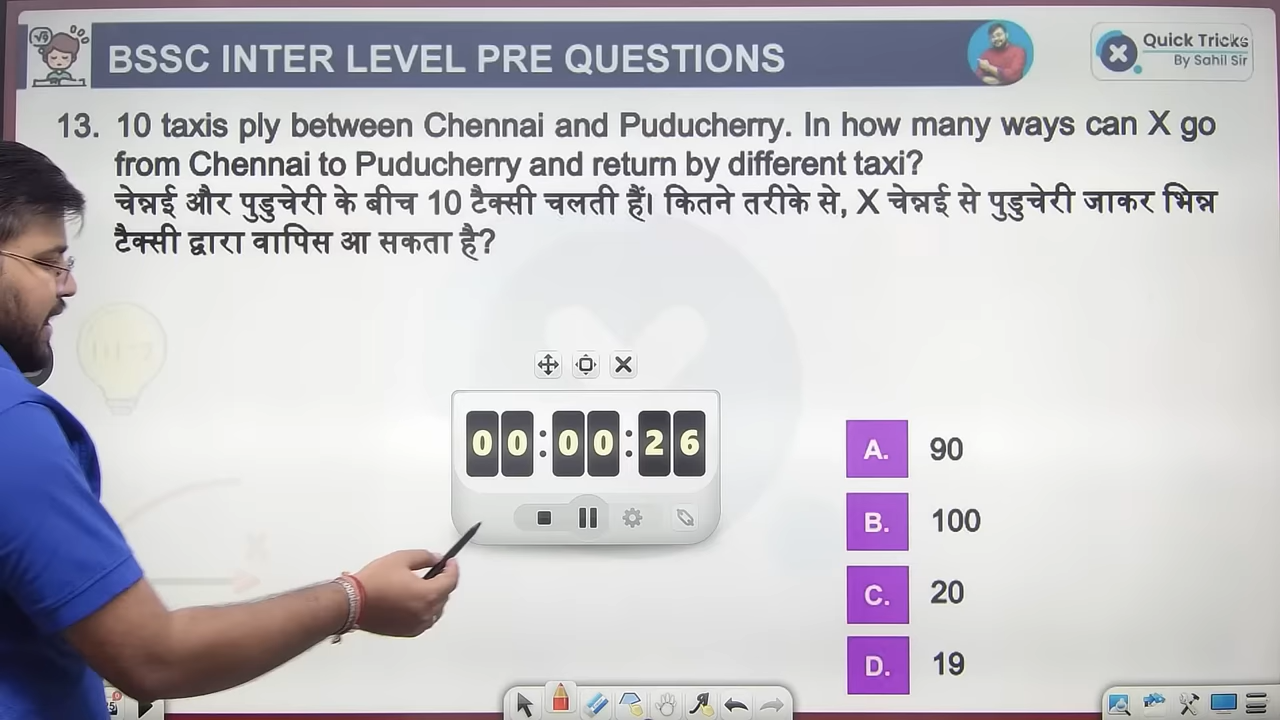 BSSC INTER LEVEL PRE QUESTIONS
Quick Tricks
By Sahil Sir
13. 10 taxis ply between Chennai and Puducherry. In how many ways can X go
from Chennai to Puducherry and return by different taxi?
चेन्नई और पुडुचेरी के बीच 10 टैक्सी चलती हैं। कितने तरीके से, X चेन्नई से पुडुचेरी जाकर भिन्न
टैक्सी द्वारा वापिस आ सकता है?
00:00:26
A. 90
B. 100
C. 20
D. 19